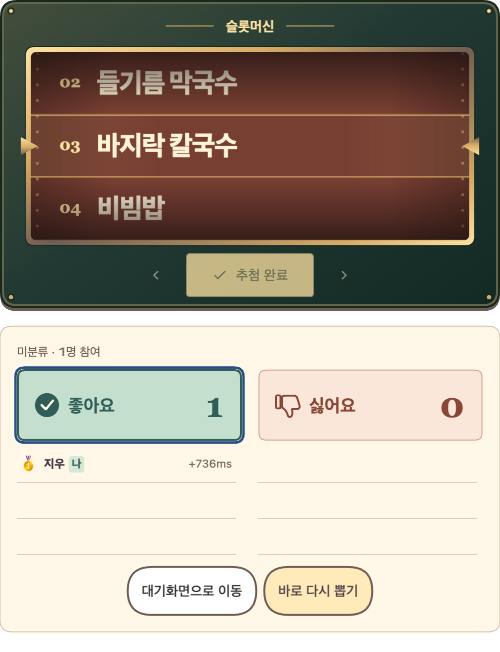 슬롯머신
02 들기름 막국수
03 바지락 칼국수
04 비빔밥
추첨 완료
미분류 · 1명 참여
좋아요 1
싫어요 0
지우 나 +736ms
대기화면으로 이동
바로 다시 뽑기